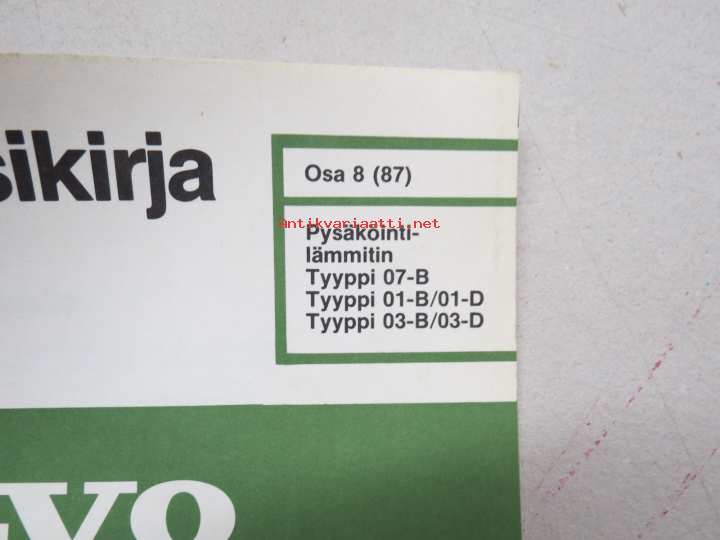 sikirja
Osa 8 (87)
Antikvariaatti.net
Pysäköinti-
lämmitin
Tyyppi 07-B
Tyyppi 01-B/01-D
Tyyppi 03-B/03-D